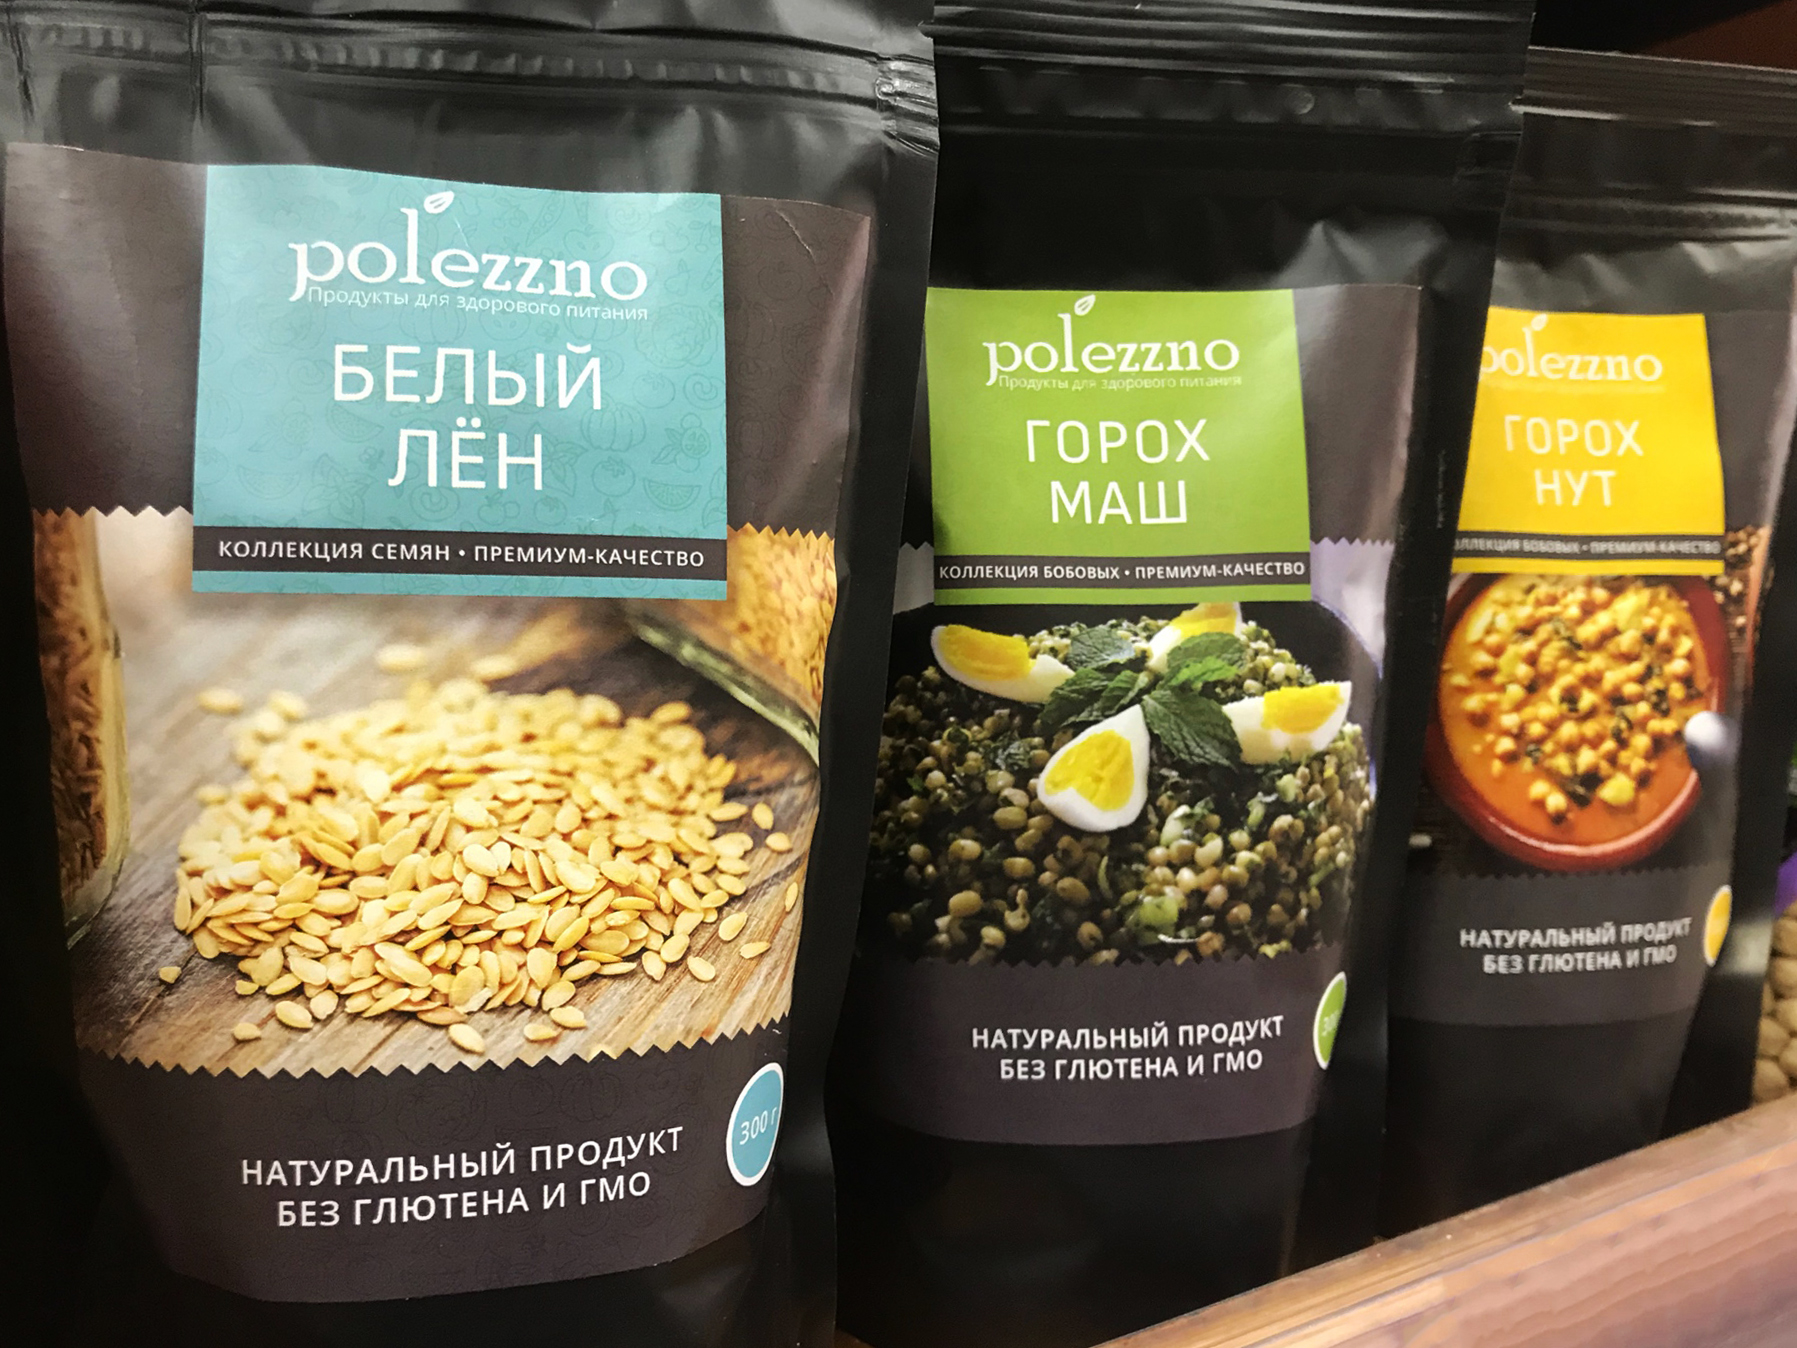 polezzno
Продукты для здорового питания
БЕЛЫЙ
ЛЁН
КОЛЛЕКЦИЯ СЕМЯН • ПРЕМИУМ-КАЧЕСТВО
300 г
НАТУРАЛЬНЫЙ ПРОДУКТ
БЕЗ ГЛЮТЕНА И ГМО
polezzno
Продукты для здорового питания
ГОРОХ
МАШ
КОЛЛЕКЦИЯ БОБОВЫХ • ПРЕМИУМ-КАЧЕСТВО
НАТУРАЛЬНЫЙ ПРОДУКТ
БЕЗ ГЛЮТЕНА И ГМО
polezzno
ГОРОХ
НУТ
КОЛЛЕКЦИЯ БОБОВЫХ • ПРЕМИУМ-КАЧЕСТВО
НАТУРАЛЬНЫЙ ПРОДУКТ
БЕЗ ГЛЮТЕНА И ГМО